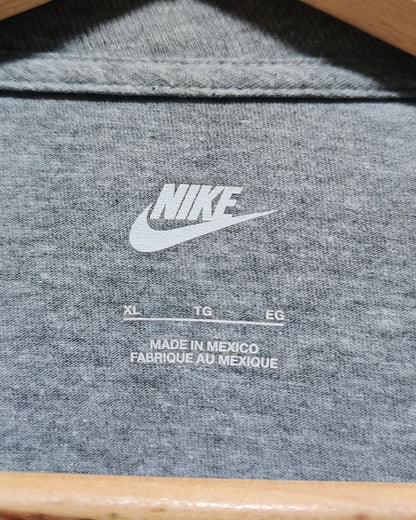 NIKE
XL TG EG
MADE IN MEXICO
FABRIQUE AU MEXIQUE